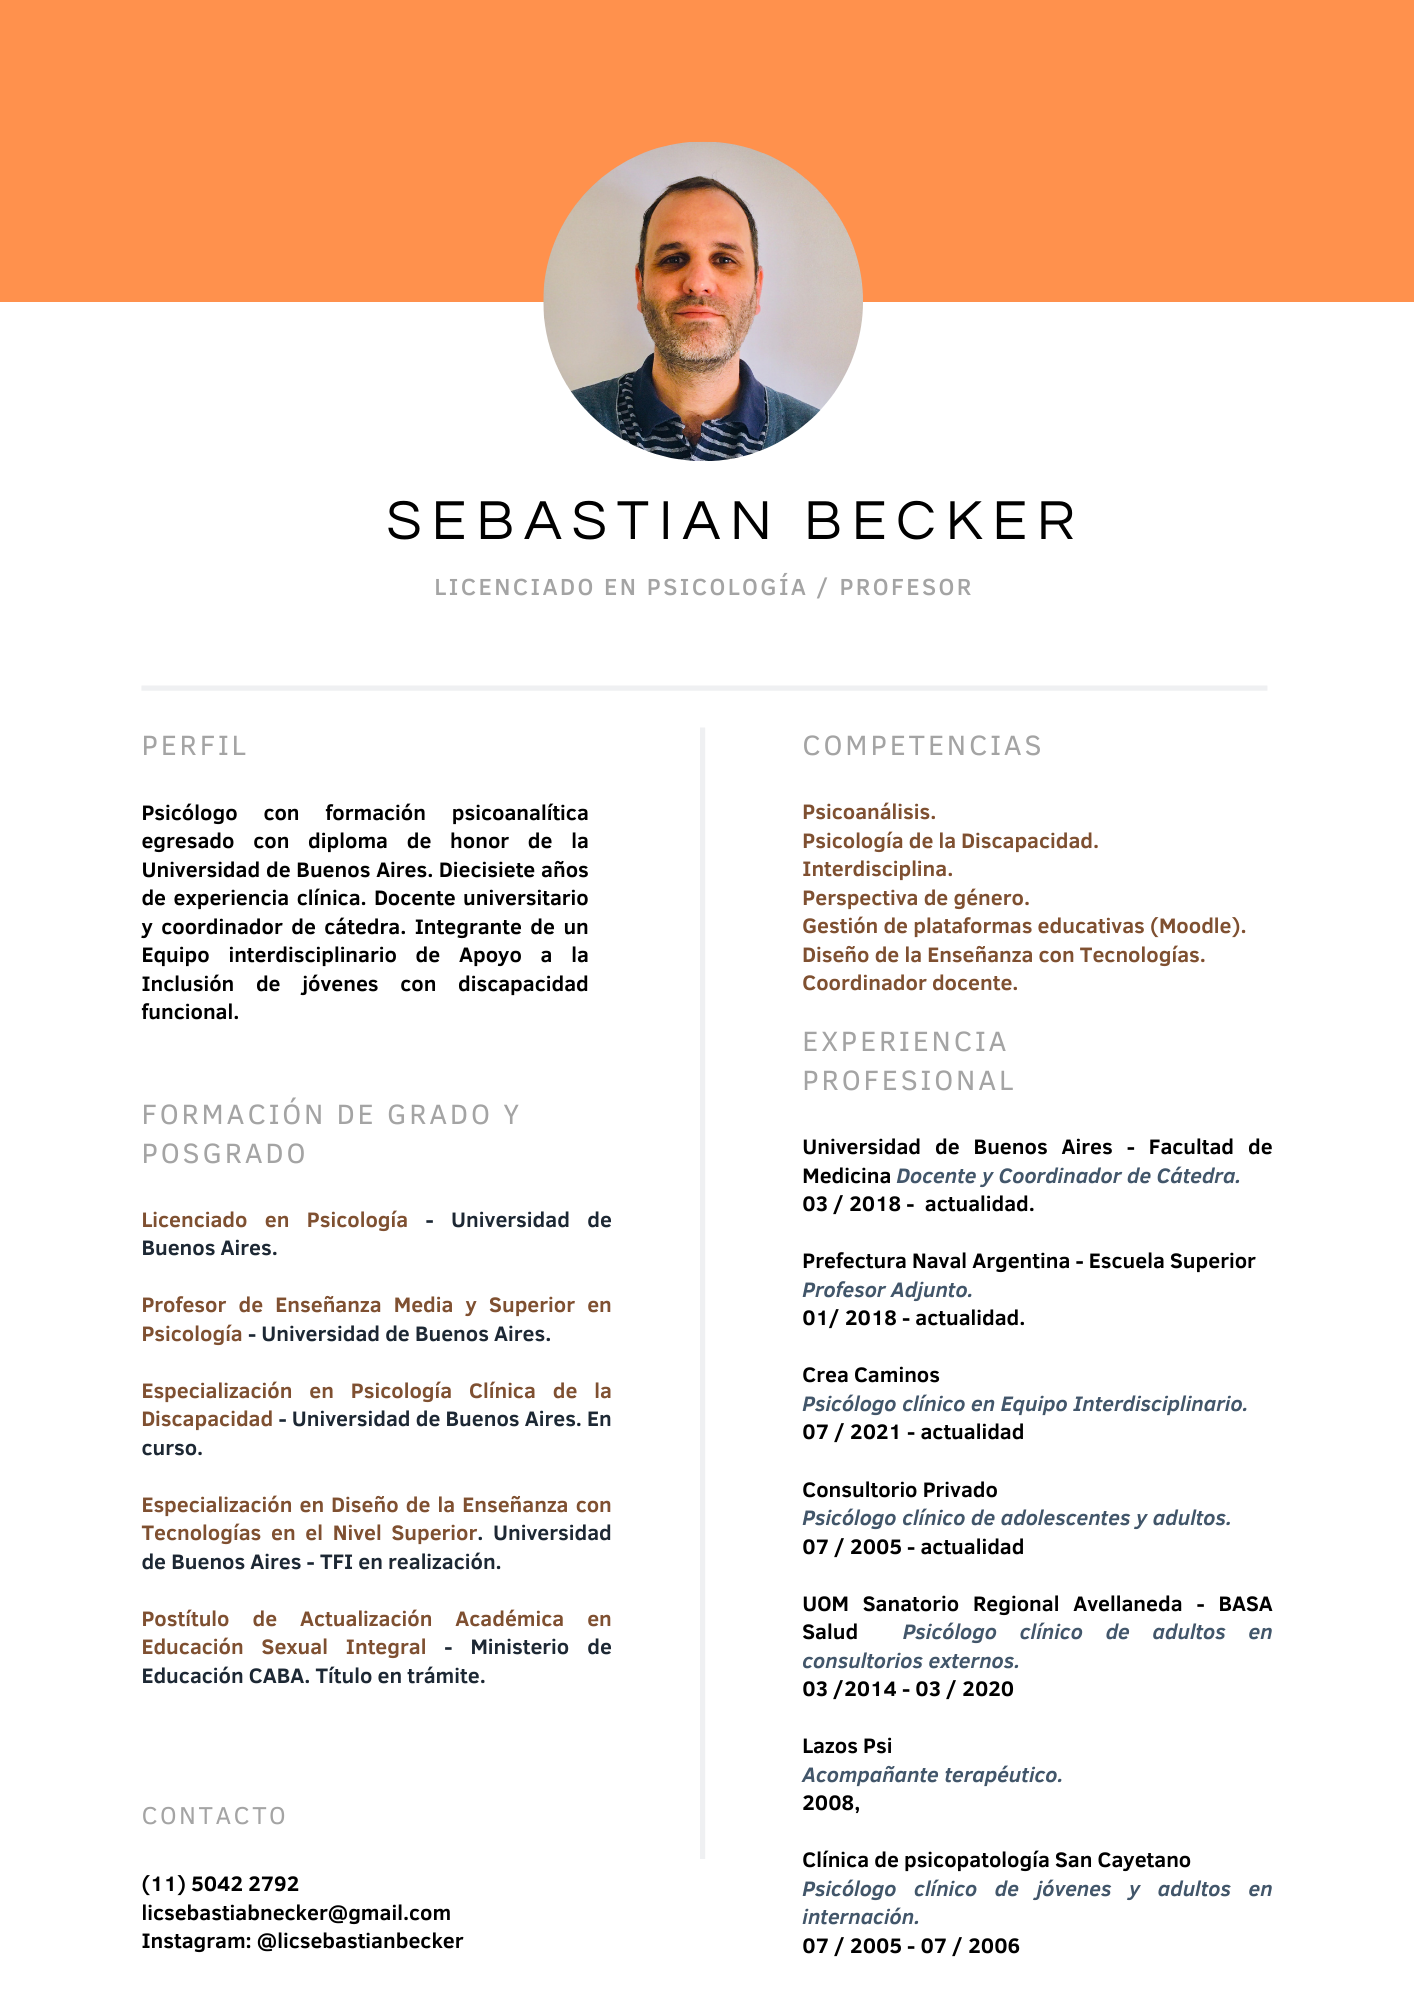 SEBASTIAN BECKER
LICENCIADO EN PSICOLOGÍA / PROFESOR
PERFIL
Psicólogo con formación psicoanalítica
egresado con diploma de honor de la
Universidad de Buenos Aires. Diecisiete años
de experiencia clínica. Docente universitario
y coordinador de cátedra. Integrante de un
Equipo interdisciplinario de Apoyo a la
Inclusión de jóvenes con discapacidad
funcional.
FORMACIÓN DE GRADO Y
POSGRADO
Licenciado en Psicología - Universidad de
Buenos Aires.
Profesor de Enseñanza Media y Superior en
Psicología - Universidad de Buenos Aires.
Especialización en Psicología Clínica de la
Discapacidad - Universidad de Buenos Aires. En
curso.
Especialización en Diseño de la Enseñanza con
Tecnologías en el Nivel Superior. Universidad
de Buenos Aires - TFI en realización.
Postítulo de Actualización Académica en
Educación Sexual Integral - Ministerio de
Educación CABA. Título en trámite.
CONTACTO
(11) 5042 2792
licsebastiabnecker@gmail.com
Instagram: @licsebastianbecker
COMPETENCIAS
Psicoanálisis.
Psicología de la Discapacidad.
Interdisciplina.
Perspectiva de género.
Gestión de plataformas educativas (Moodle).
Diseño de la Enseñanza con Tecnologías.
Coordinador docente.
EXPERIENCIA
PROFESIONAL
Universidad de Buenos Aires - Facultad de
Medicina Docente y Coordinador de Cátedra.
03 / 2018 - actualidad.
Prefectura Naval Argentina - Escuela Superior
Profesor Adjunto.
01/ 2018 - actualidad.
Crea Caminos
Psicólogo clínico en Equipo Interdisciplinario.
07 / 2021 - actualidad
Consultorio Privado
Psicólogo clínico de adolescentes y adultos.
07 / 2005 - actualidad
UOM Sanatorio Regional Avellaneda - BASA
Salud Psicólogo clínico de adultos en
consultorios externos.
03 /2014 - 03 / 2020
Lazos Psi
Acompañante terapéutico.
2008,
Clínica de psicopatología San Cayetano
Psicólogo clínico de jóvenes y adultos en
internación.
07 / 2005 - 07 / 2006